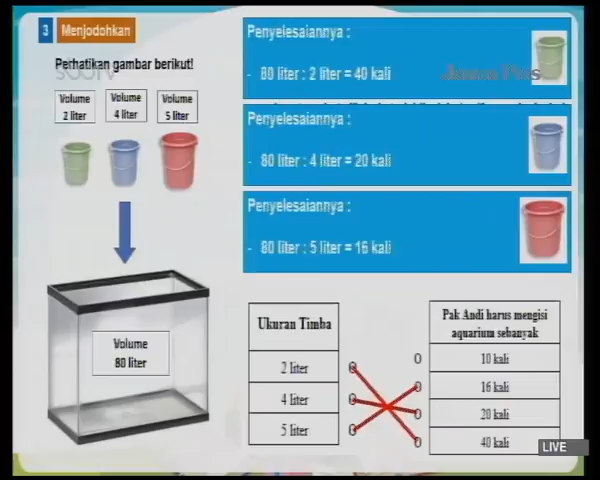 3 Menjodohkan
Perhatikan gambar berikut!
Volume
2 liter
Volume
4 liter
Volume
5 liter
Volume
80 liter
Penyelesaiannya :
- 80 liter : 2 liter = 40 kali
Penyelesaiannya :
- 80 liter : 4 liter = 20 kali
Penyelesaiannya :
- 80 liter : 5 liter = 16 kali
Ukuran Timba
2 liter
4 liter
5 liter
Pak Andi harus mengisi
aquarium sebanyak
10 kali
16 kali
20 kali
40 kali
LIVE